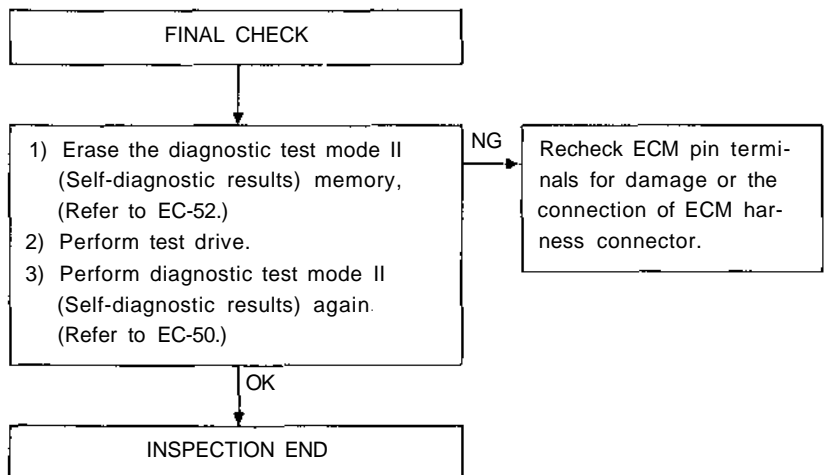 FINAL CHECK
1) Erase the diagnostic test mode II
(Self-diagnostic results) memory,
(Refer to EC-52.)
2) Perform test drive.
3) Perform diagnostic test mode II
(Self-diagnostic results) again.
(Refer to EC-50.)
NG
Recheck ECM pin termi-
nals for damage or the
connection of ECM har-
ness connector.
OK
INSPECTION END